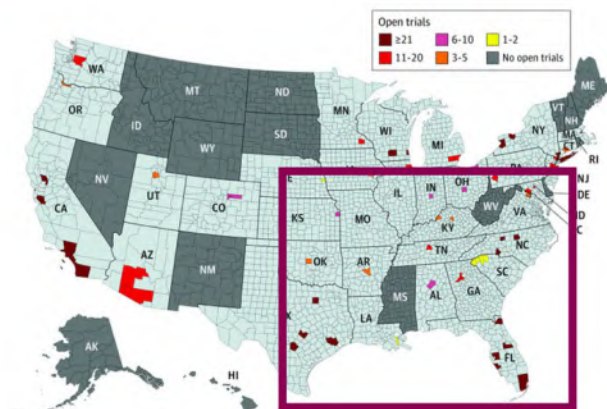 Open trials
≥21
6-10
1-2
11-20
3-5
No open trials
WA
MT
ND
MN
ME
VT
NH
OR
ID
SD
WI
MI
NY
MA
CT
RI
WY
PA
NJ
NV
UT
CO
IL
IN
OH
DE
CA
KS
MO
WV
VA
ID
C
KY
AZ
NM
OK
AR
TN
NC
SC
MS
AL
GA
LA
X
FL
AK
HI